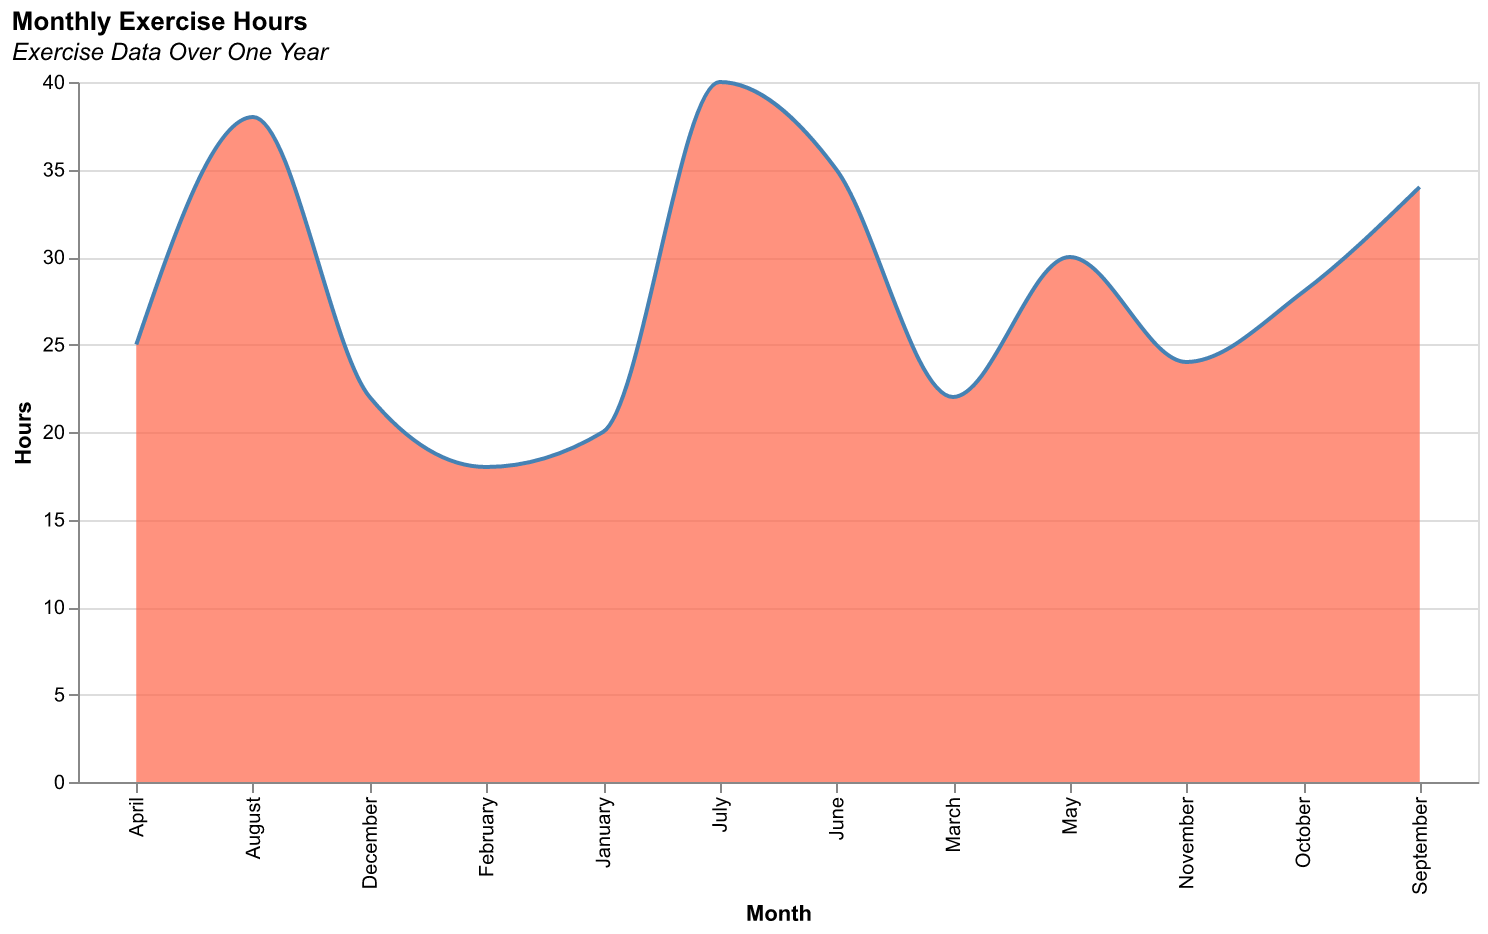 Monthly Exercise Hours
Exercise Data Over One Year
40
35
30
25
20
15
10
5
0
Hours
April
August
December
February
January
July
June
March
May
November
October
September
Month